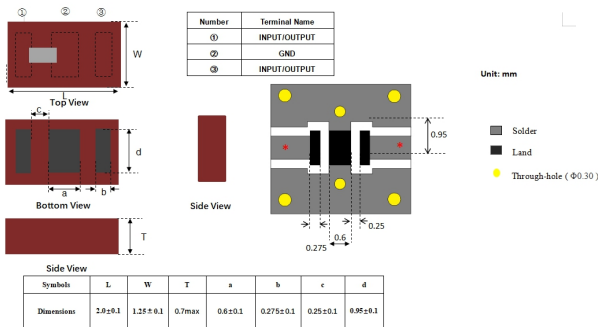 ① ② ③
W
L
Top View
Number Terminal Name
① INPUT/OUTPUT
② GND
③ INPUT/OUTPUT
Unit: mm
c
d
a
b
Bottom View
Side View
0.95
* *
0.25
0.6
0.275
Solder
Land
Through-hole ( Φ0.30 )
T
Side View
Symbols L W T a b c d
Dimensions 2.0±0.1 1.25±0.1 0.7max 0.6±0.1 0.275±0.1 0.25±0.1 0.95±0.1